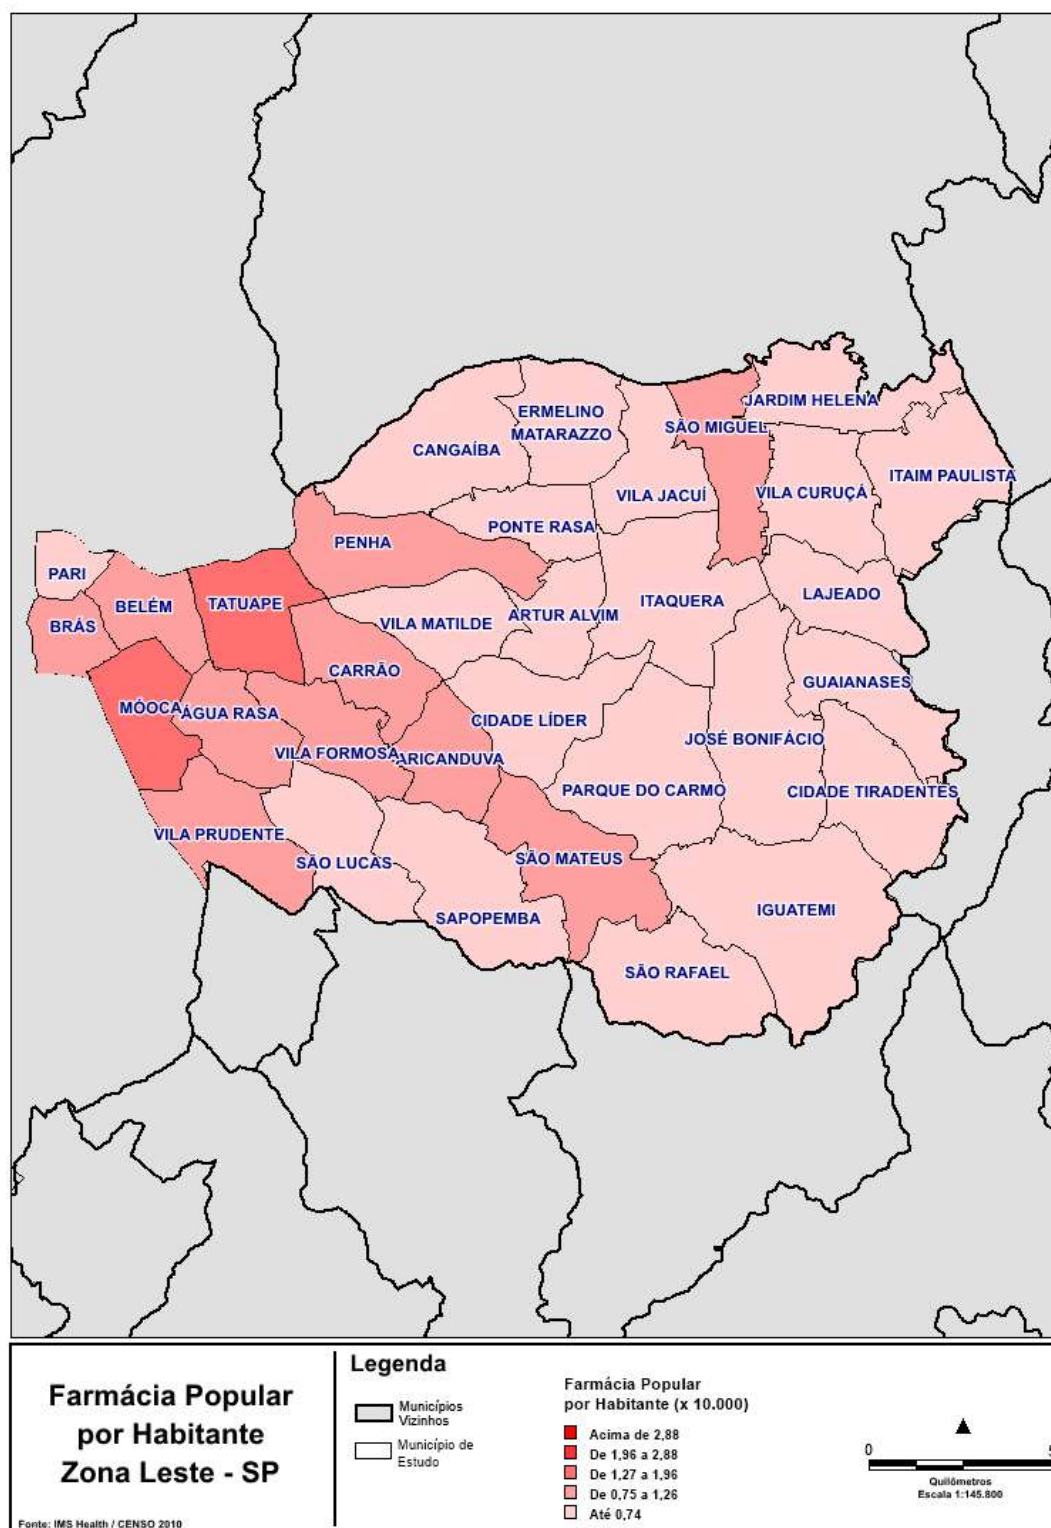 JARDIM HELENA
ERMELINO
MATARAZZO
SÃO MIGUEL
CANGAÍBA
ITAIM PAULISTA
VILA JACUÍ
VILA CURUÇÁ
PONTE RASA
PENHA
PARI
LAJEADO
TATUAPE
ITAQUERA
BELÉM
ARTUR ALVIM
VILA MATILDE
BRÁS
CARRÃO
GUAIANASES
MÓOCA
ÁGUA RASA
CIDADE LÍDER
JOSÉ BONIFÁCIO
VILA FORMOSA
ARICANDUVA
PARQUE DO CARMO
CIDADE TIRADENTES
VILA PRUDENTE
SÃO LUCAS
SÃO MATEUS
IGUATEMI
SAPOPEMBA
SÃO RAFAEL
Farmácia Popular
por Habitante
Zona Leste - SP
Fonte: IMS Health / CENSO 2010
Legenda
Municípios
Vizinhos
Município de
Estudo
Farmácia Popular
por Habitante (x 10.000)
Acima de 2,88
De 1,96 a 2,88
De 1,27 a 1,96
De 0,75 a 1,26
Até 0,74
0
Quilômetros
Escala 1:145.800